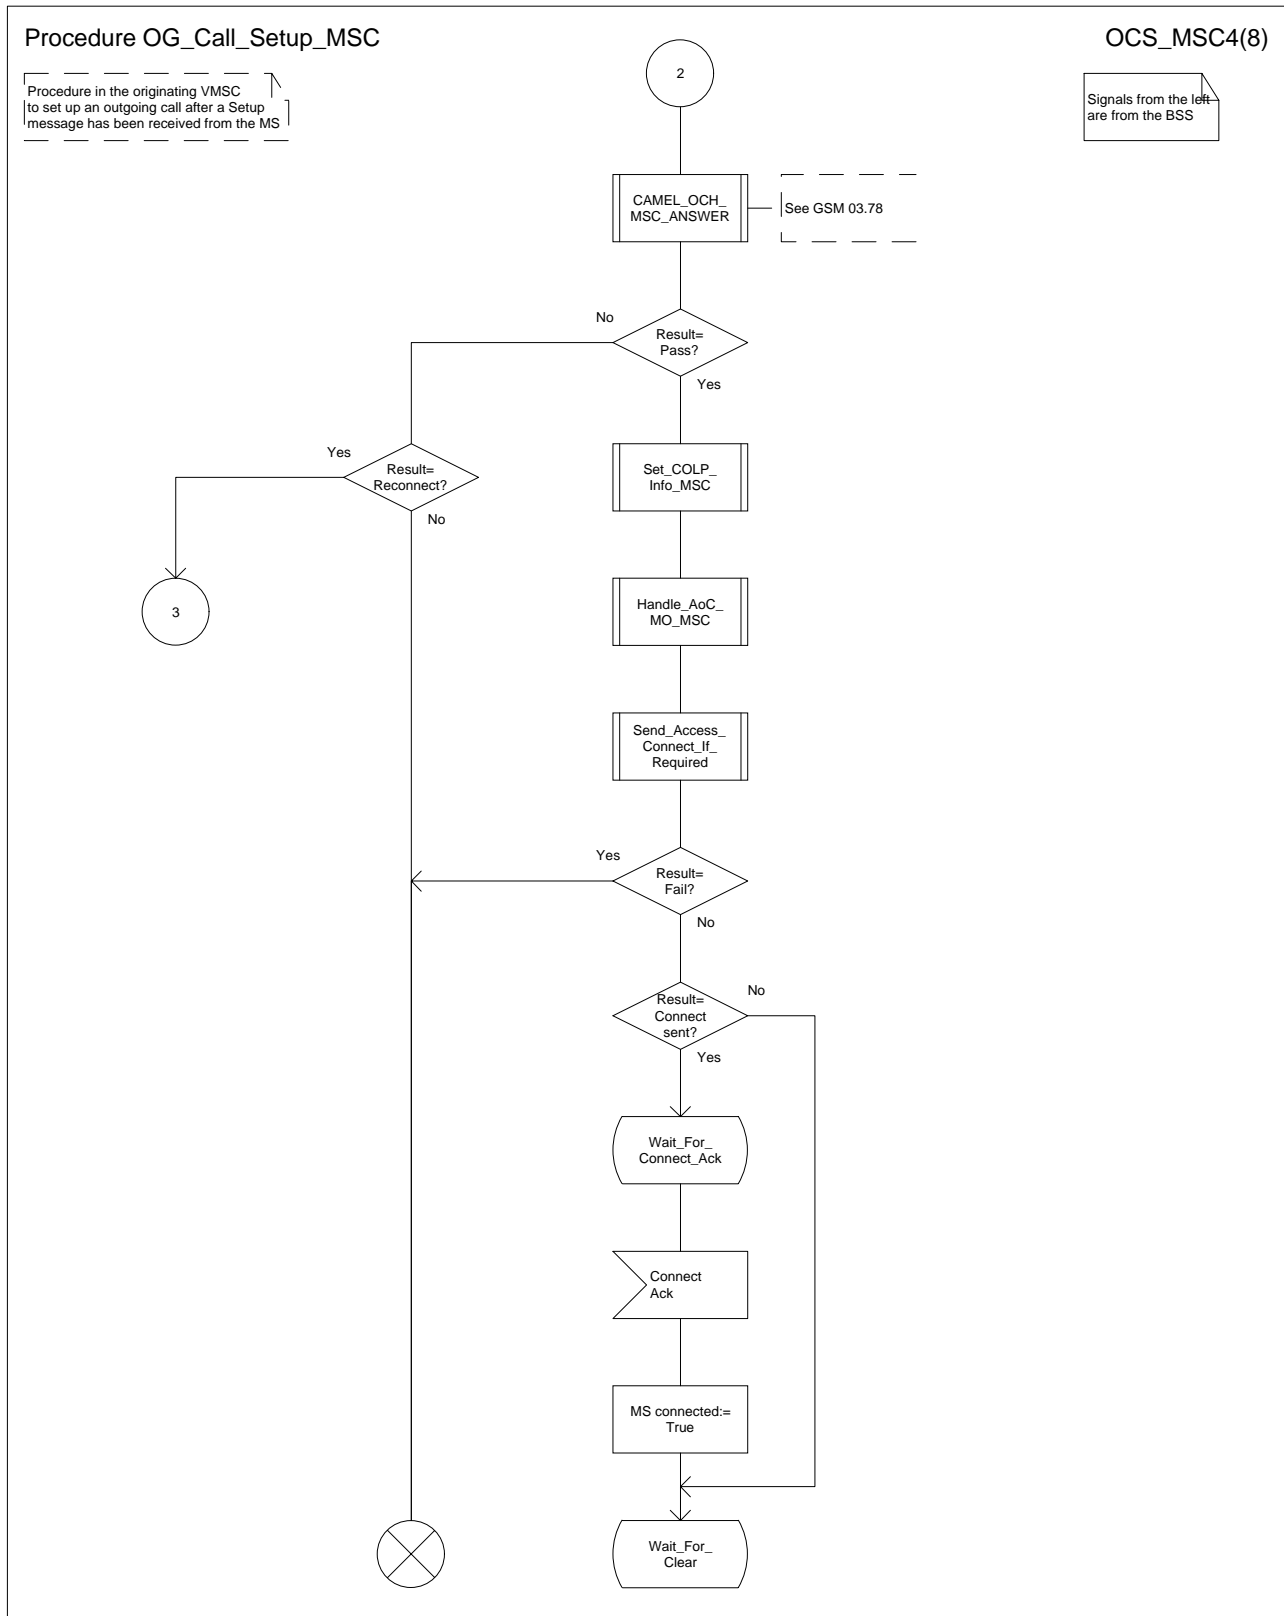 Procedure OG_Call_Setup_MSC
OCS_MSC4(8)
Procedure in the originating VMSC
to set up an outgoing call after a Setup
message has been received from the MS
2
Signals from the left
are from the BSS
CAMEL_OCH_
MSC_ANSWER
See GSM 03.78
No
Result=
Pass?
Yes
Yes
Result=
Reconnect?
No
Set_COLP_
Info_MSC
3
Handle_AoC_
MO_MSC
Send_Access_
Connect_If_
Required
Yes
Result=
Fail?
No
Result=
Connect
sent?
No
Yes
Wait_For_
Connect_Ack
Connect
Ack
MS connected:=
True
Wait_For_
Clear